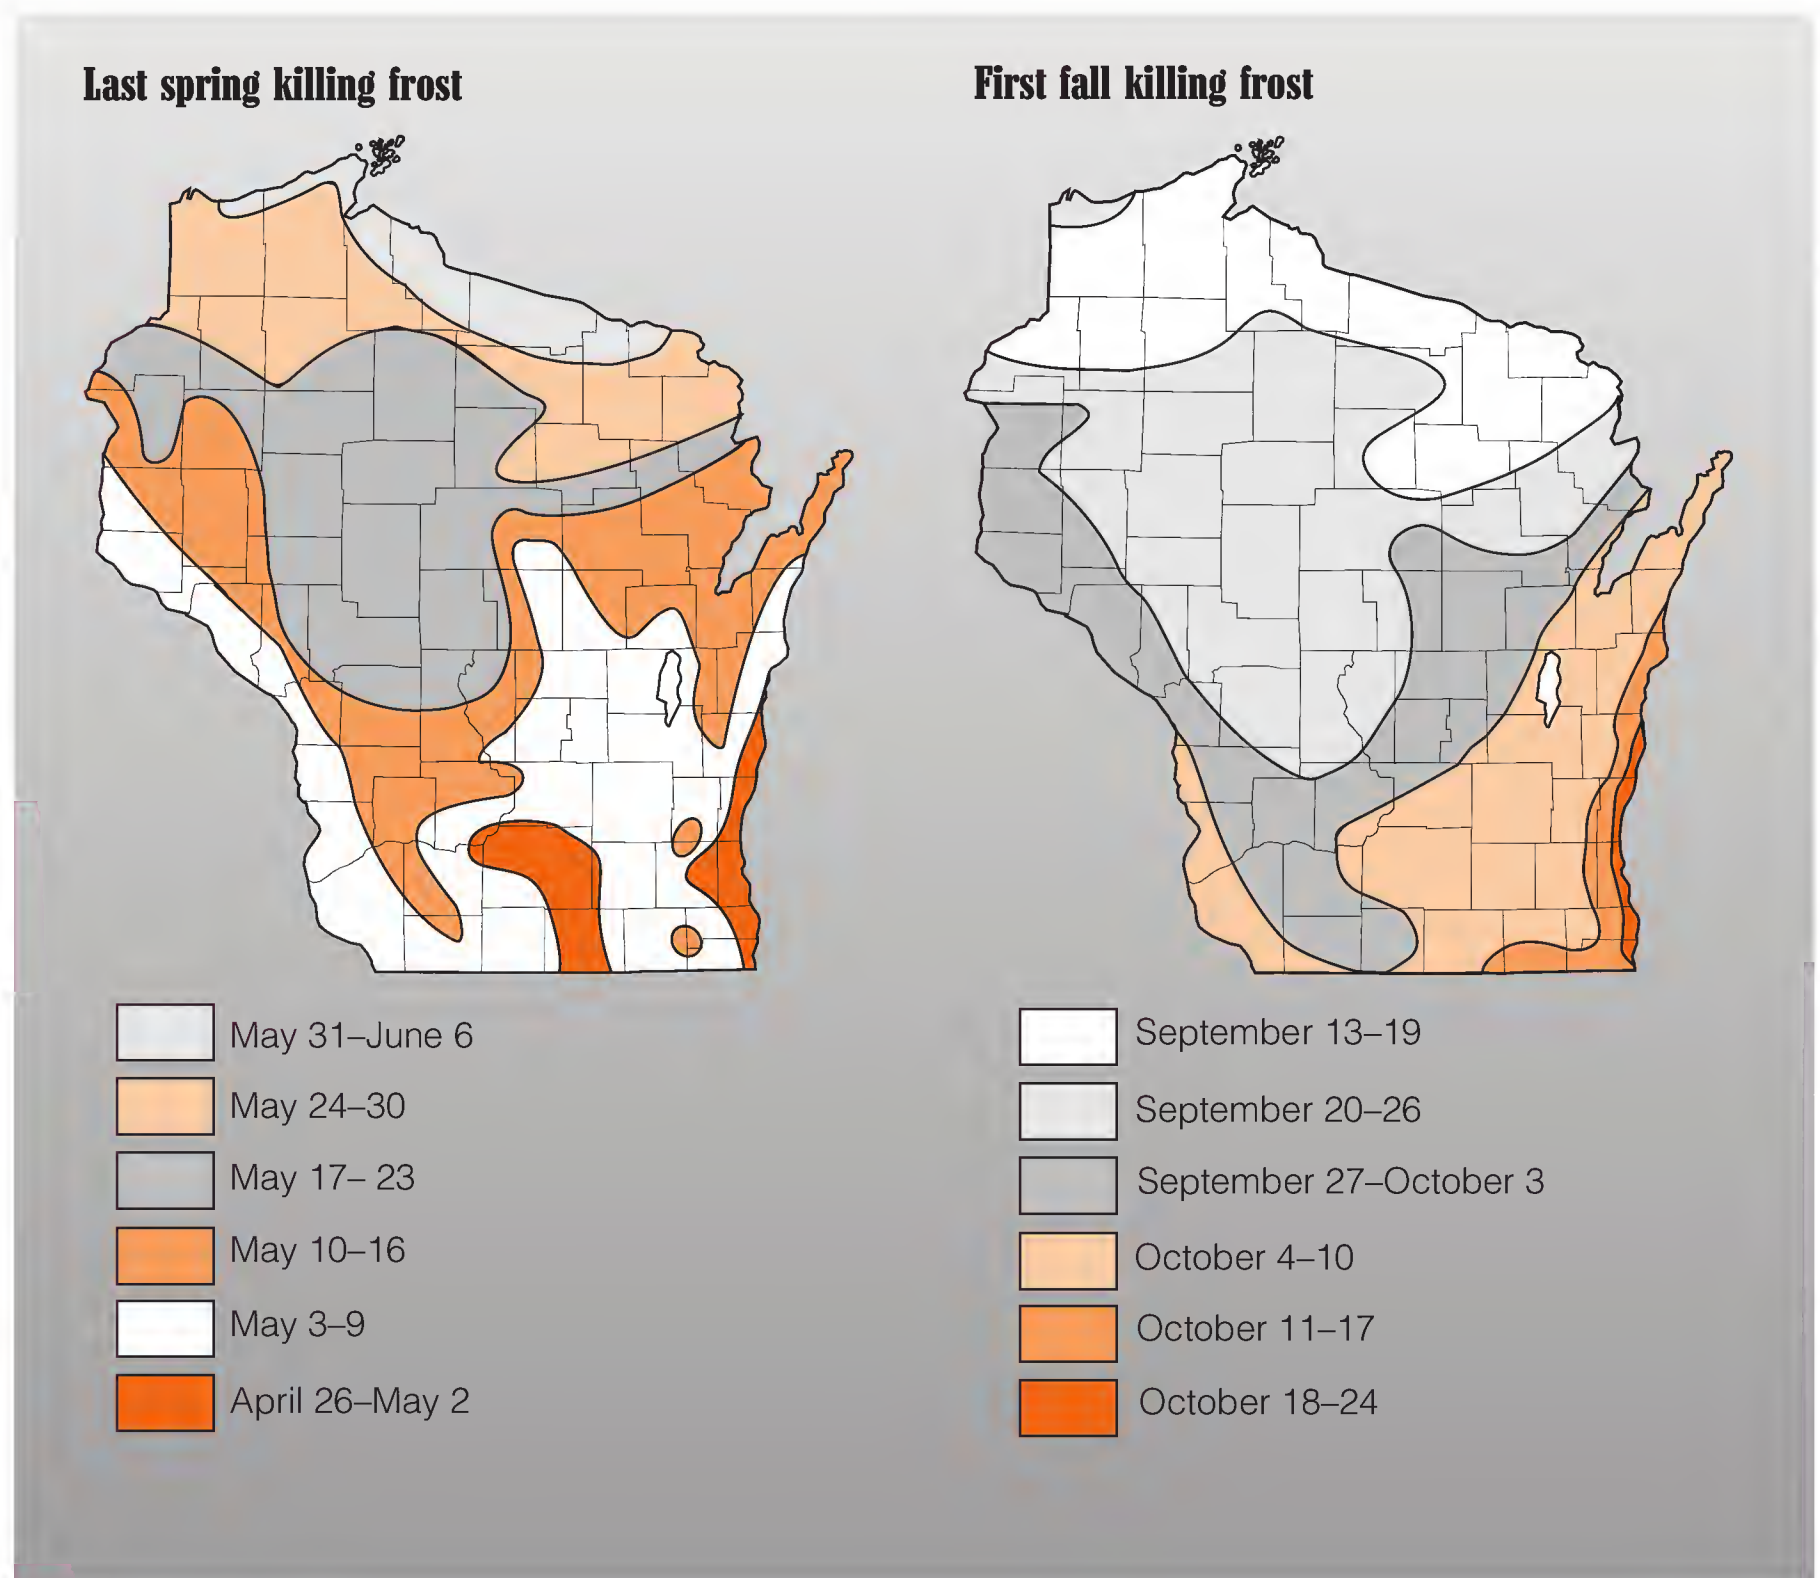 Last spring killing frost
First fall killing frost
May 31–June 6
May 24–30
May 17– 23
May 10–16
May 3–9
April 26–May 2
September 13–19
September 20–26
September 27–October 3
October 4–10
October 11–17
October 18–24